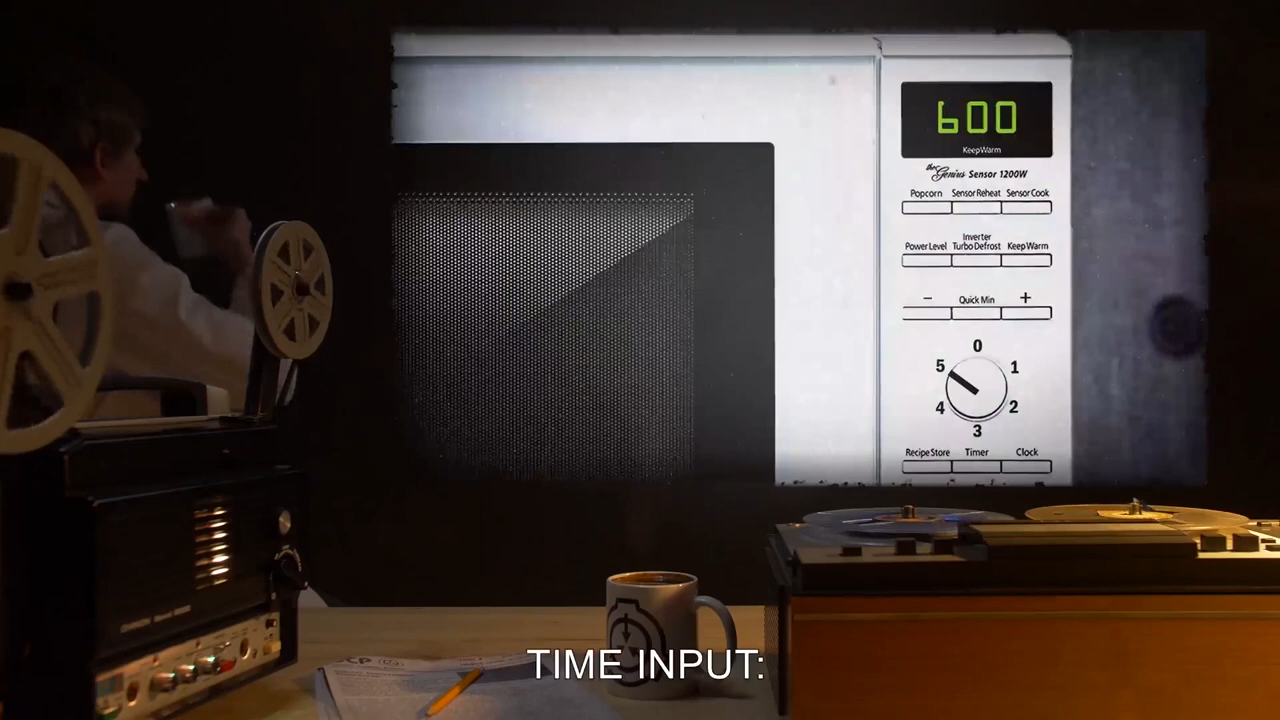 600
KeepWarm
the Genius Sensor 1200W
Popcorn Sensor Reheat Sensor Cook
Inverter
Power Level Turbo Defrost Keep Warm
− Quick Min +
0
5 1
4 2
3
Recipe Store Timer Clock
TIME INPUT: